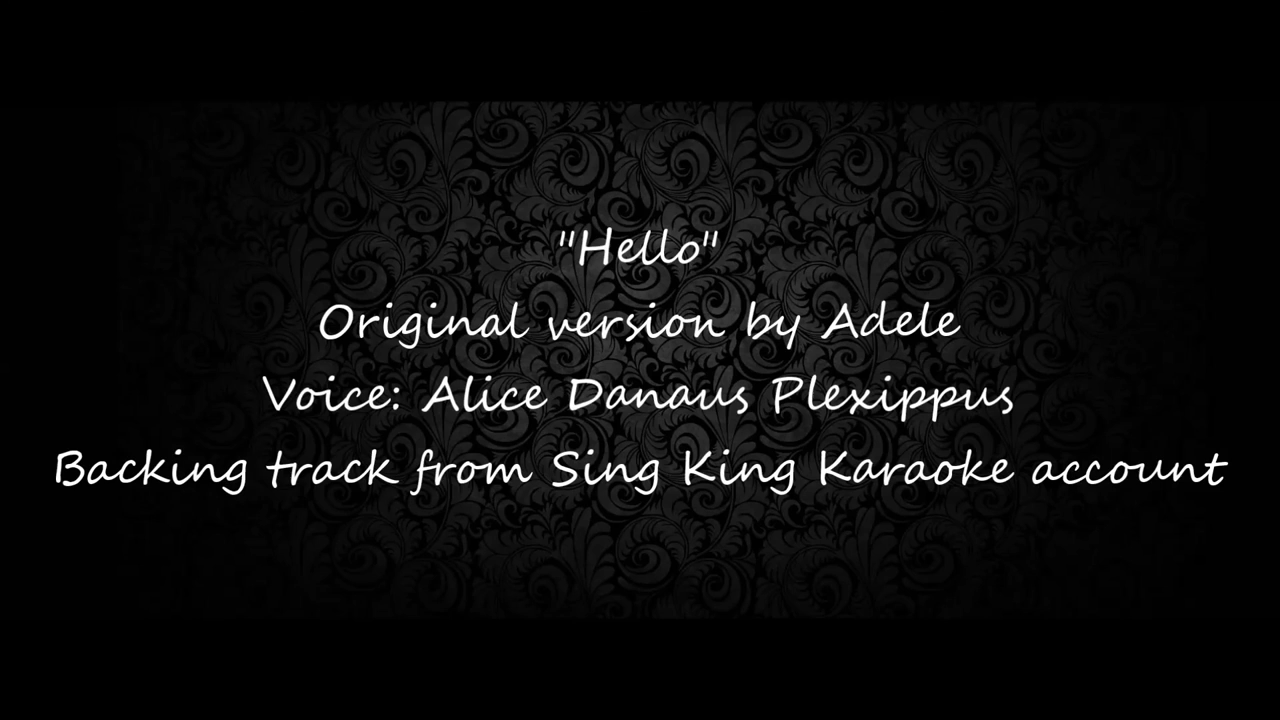 "Hello"
Original version by Adele
Voice: Alice Danaus Plexippus
Backing track from Sing King Karaoke account